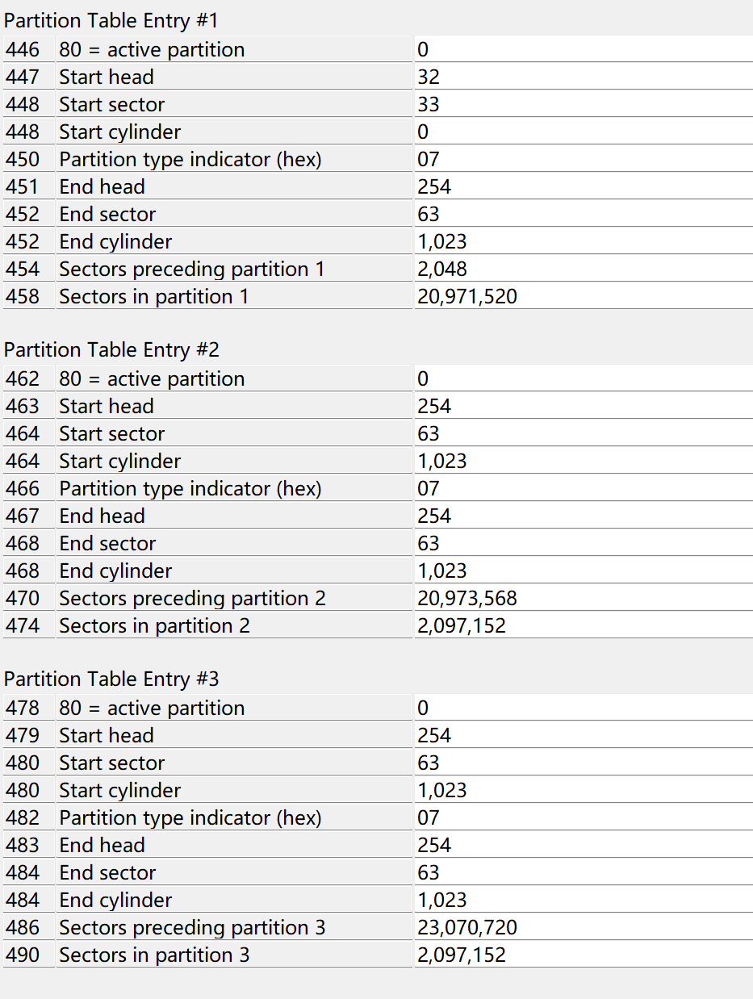 Partition Table Entry #1
446 80 = active partition 0
447 Start head 32
448 Start sector 33
448 Start cylinder 0
450 Partition type indicator (hex) 07
451 End head 254
452 End sector 63
452 End cylinder 1,023
454 Sectors preceding partition 1 2,048
458 Sectors in partition 1 20,971,520
Partition Table Entry #2
462 80 = active partition 0
463 Start head 254
464 Start sector 63
464 Start cylinder 1,023
466 Partition type indicator (hex) 07
467 End head 254
468 End sector 63
468 End cylinder 1,023
470 Sectors preceding partition 2 20,973,568
474 Sectors in partition 2 2,097,152
Partition Table Entry #3
478 80 = active partition 0
479 Start head 254
480 Start sector 63
480 Start cylinder 1,023
482 Partition type indicator (hex) 07
483 End head 254
484 End sector 63
484 End cylinder 1,023
486 Sectors preceding partition 3 23,070,720
490 Sectors in partition 3 2,097,152